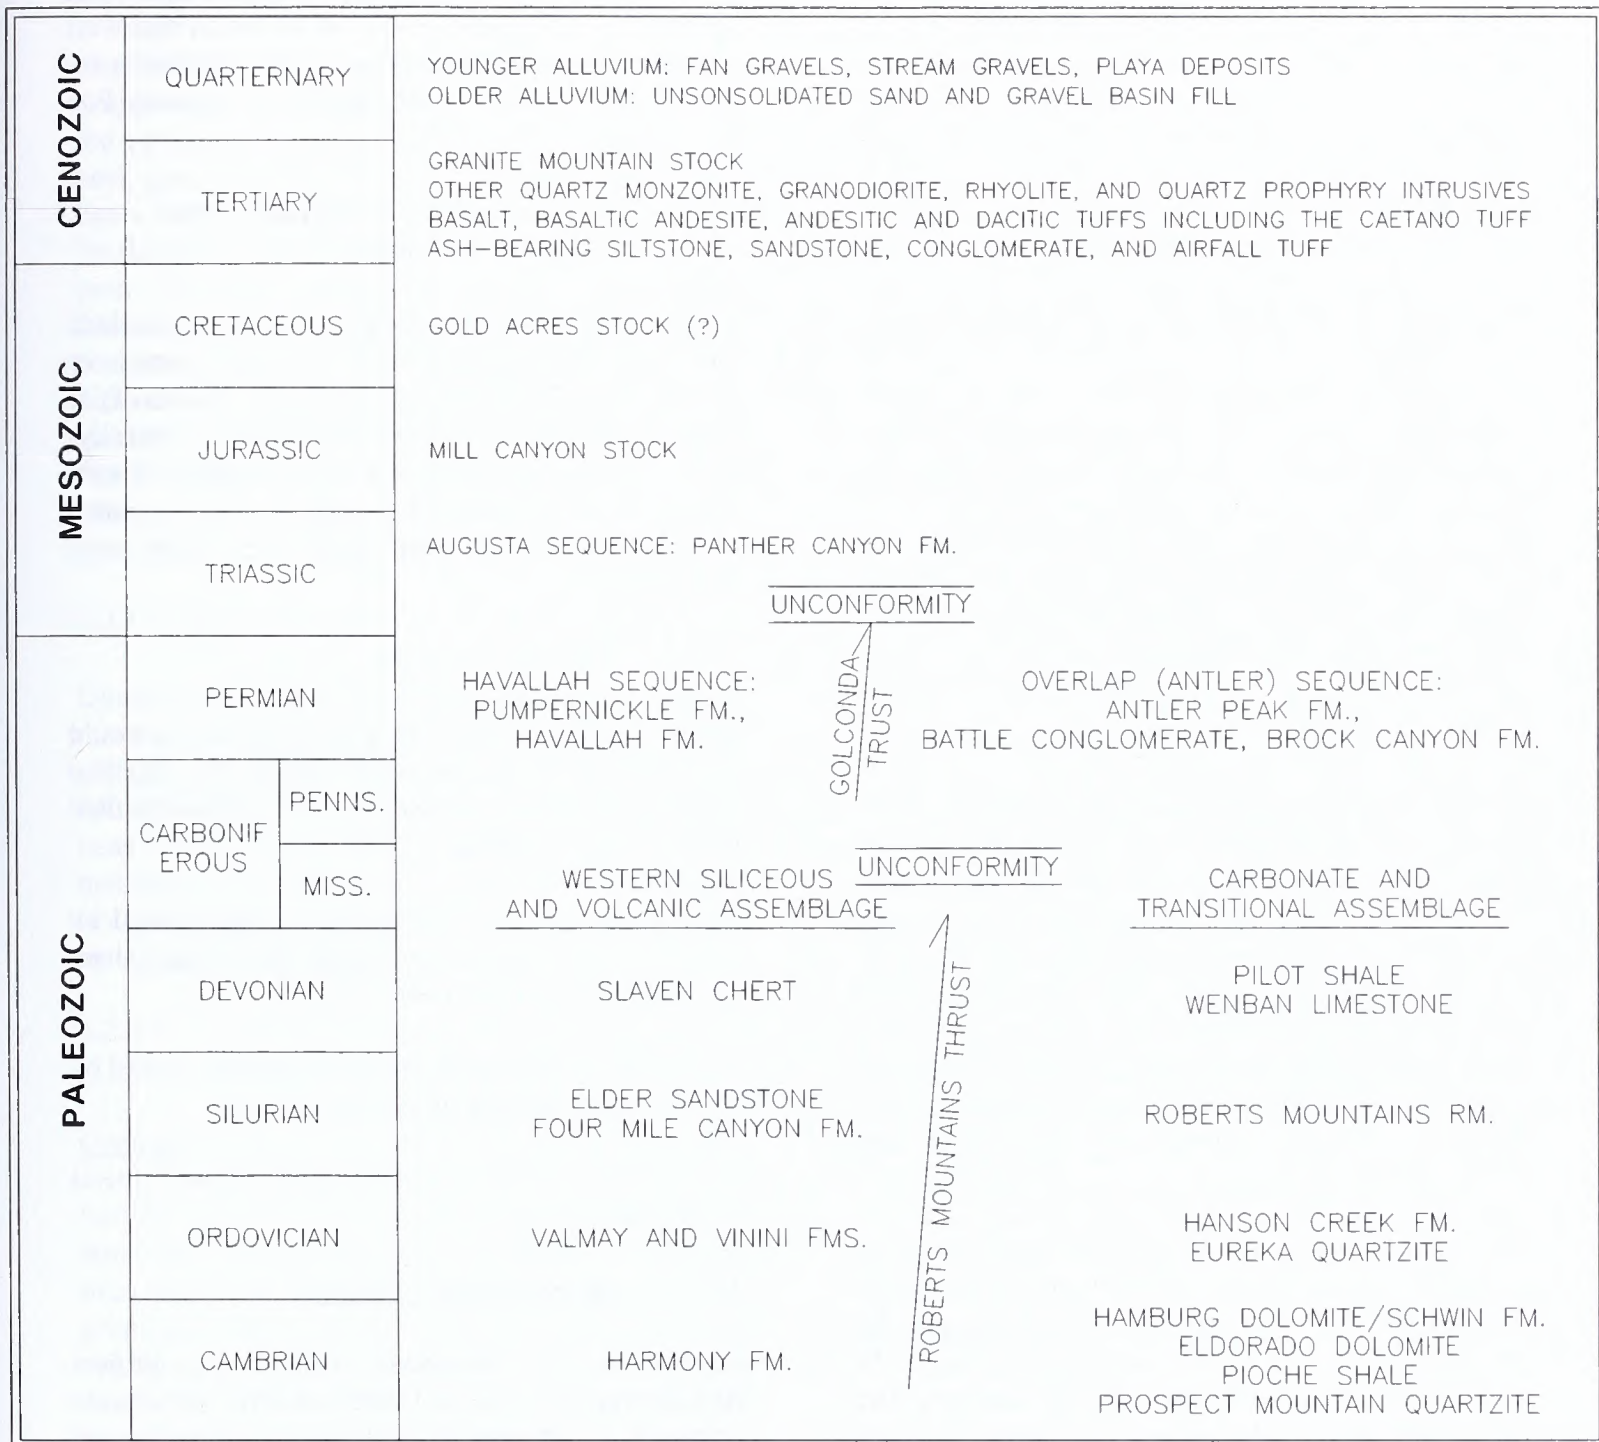 CENOZOIC
QUARTERNARY
YOUNGER ALLUVIUM: FAN GRAVELS, STREAM GRAVELS, PLAYA DEPOSITS
OLDER ALLUVIUM: UNSONSOLIDATED SAND AND GRAVEL BASIN FILL
TERTIARY
GRANITE MOUNTAIN STOCK
OTHER QUARTZ MONZONITE, GRANODIORITE, RHYOLITE, AND QUARTZ PROPHYRY INTRUSIVES
BASALT, BASALTIC ANDESITE, ANDESITIC AND DACITIC TUFFS INCLUDING THE CAETANO TUFF
ASH-BEARING SILTSTONE, SANDSTONE, CONGLOMERATE, AND AIRFALL TUFF
MESOZOIC
CRETACEOUS
GOLD ACRES STOCK (?)
JURASSIC
MILL CANYON STOCK
TRIASSIC
AUGUSTA SEQUENCE: PANTHER CANYON FM.
UNCONFORMITY
PALEOZOIC
PERMIAN
HAVALLAH SEQUENCE:
PUMPERNICKLE FM.,
HAVALLAH FM.
GOLCONDA
TRUST
OVERLAP (ANTLER) SEQUENCE:
ANTLER PEAK FM.,
BATTLE CONGLOMERATE, BROCK CANYON FM.
CARBONIF
EROUS
PENNS.
MISS.
UNCONFORMITY
WESTERN SILICEOUS
AND VOLCANIC ASSEMBLAGE
CARBONATE AND
TRANSITIONAL ASSEMBLAGE
ROBERTS MOUNTAINS THRUST
DEVONIAN
SLAVEN CHERT
PILOT SHALE
WENBAN LIMESTONE
SILURIAN
ELDER SANDSTONE
FOUR MILE CANYON FM.
ROBERTS MOUNTAINS RM.
ORDOVICIAN
VALMAY AND VININI FMS.
HANSON CREEK FM.
EUREKA QUARTZITE
CAMBRIAN
HARMONY FM.
HAMBURG DOLOMITE/SCHWIN FM.
ELDORADO DOLOMITE
PIOCHE SHALE
PROSPECT MOUNTAIN QUARTZITE